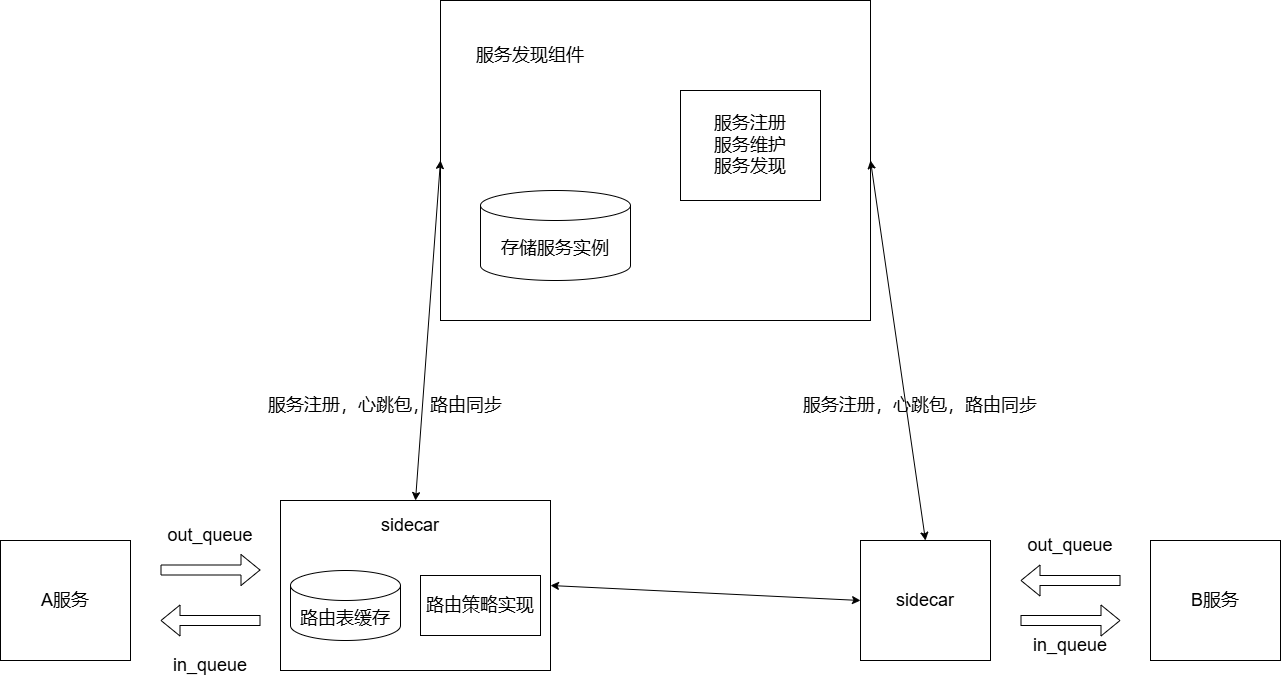 服务发现组件
服务注册
服务维护
服务发现
存储服务实例
服务注册，心跳包，路由同步
服务注册，心跳包，路由同步
sidecar
out_queue
A服务
路由表缓存
路由策略实现
in_queue
sidecar
out_queue
in_queue
B服务